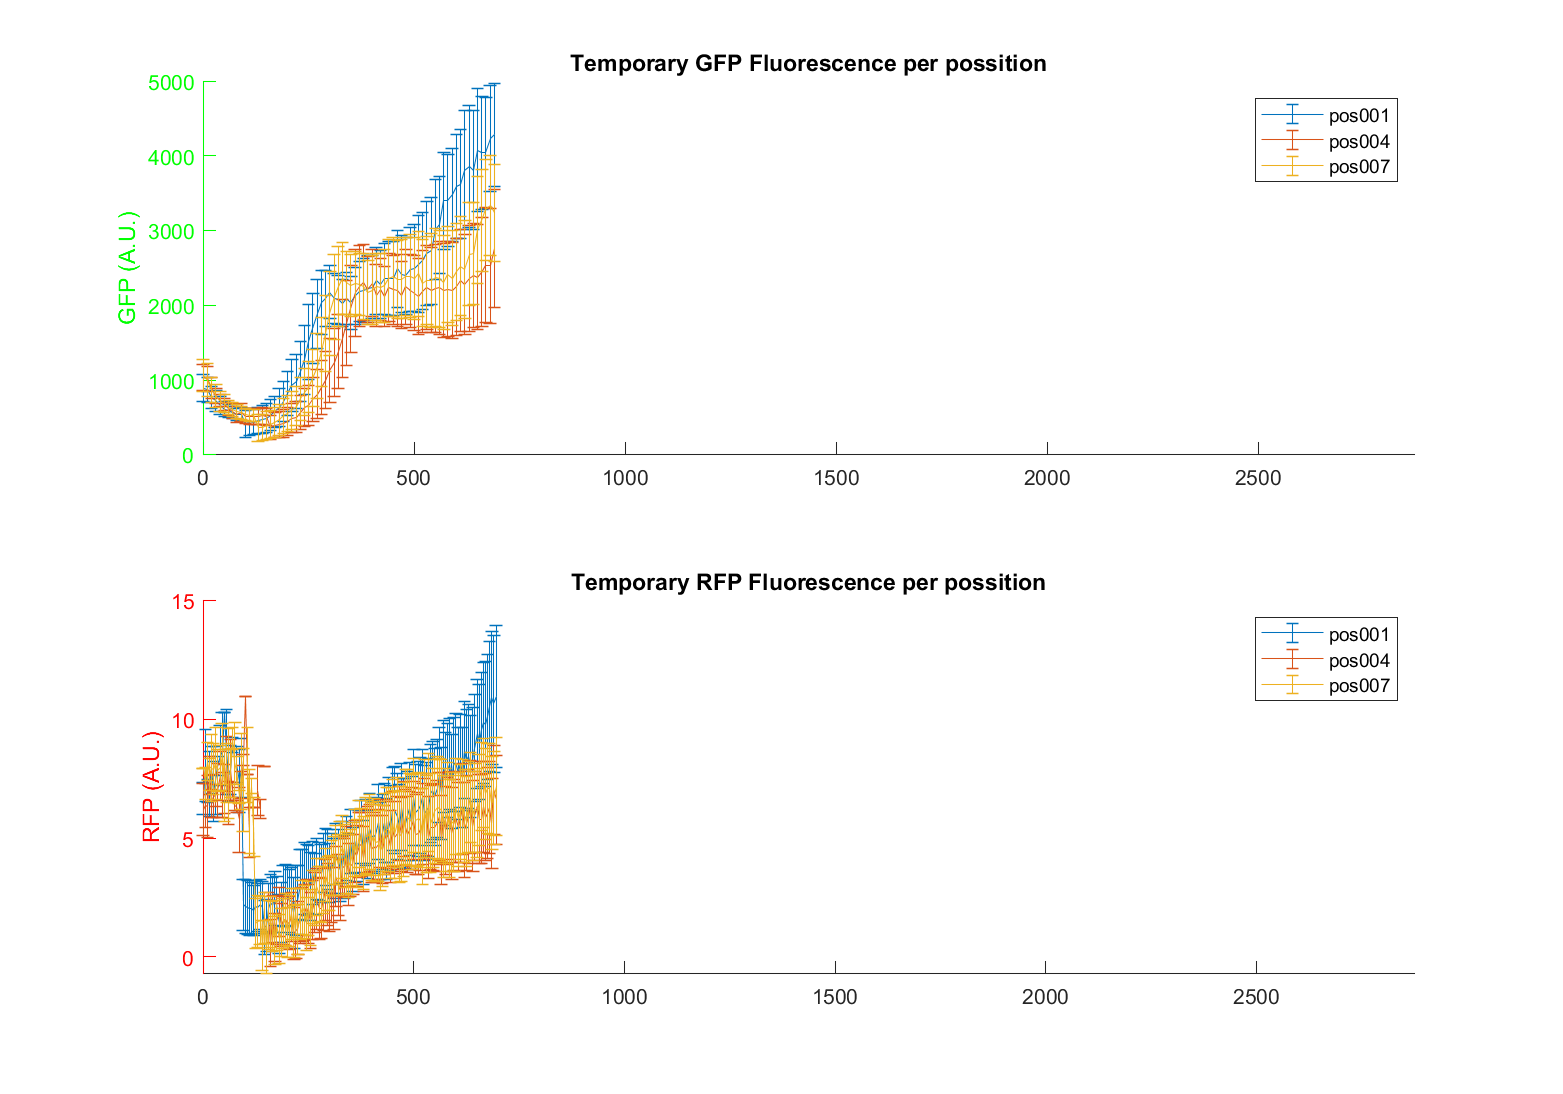 Temporary GFP Fluorescence per possition
5000
4000
3000
2000
1000
0
GFP (A.U.)
pos001
pos004
pos007
0 500 1000 1500 2000 2500
Temporary RFP Fluorescence per possition
15
10
5
0
RFP (A.U.)
pos001
pos004
pos007
0 500 1000 1500 2000 2500